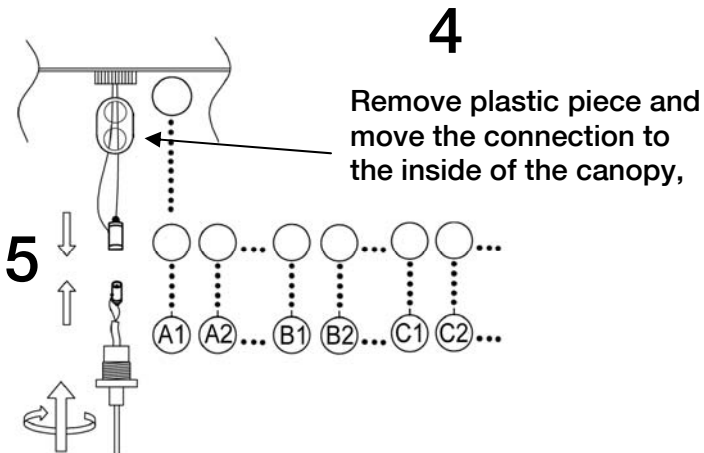 4
Remove plastic piece and
move the connection to
the inside of the canopy,
5
A1 A2... B1 B2... C1 C2...